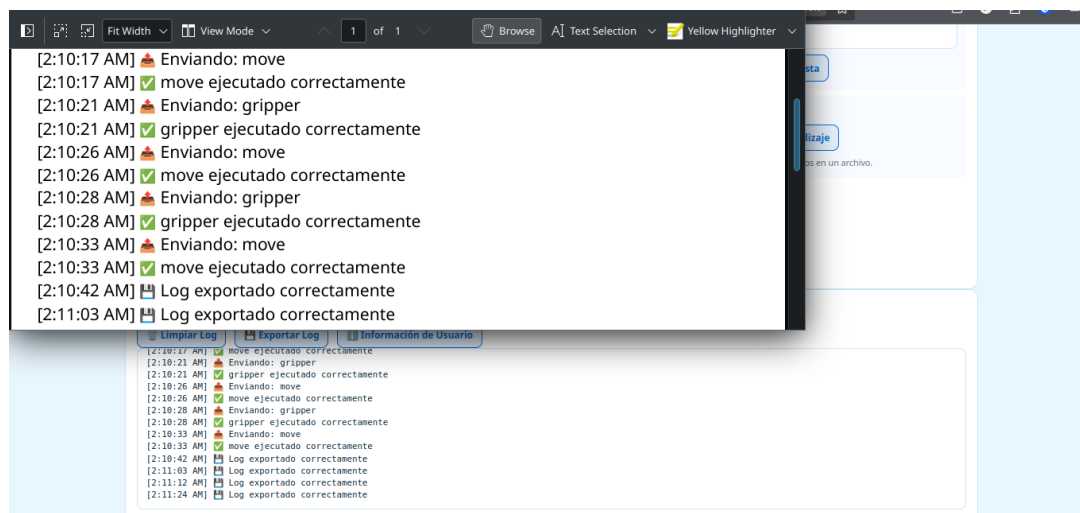 Fit Width
View Mode
1 of 1
Browse
Text Selection
Yellow Highlighter
[2:10:17 AM] 📤 Enviando: move
[2:10:17 AM] ✅ move ejecutado correctamente
[2:10:21 AM] 📤 Enviando: gripper
[2:10:21 AM] ✅ gripper ejecutado correctamente
[2:10:26 AM] 📤 Enviando: move
[2:10:26 AM] ✅ move ejecutado correctamente
[2:10:28 AM] 📤 Enviando: gripper
[2:10:28 AM] ✅ gripper ejecutado correctamente
[2:10:33 AM] 📤 Enviando: move
[2:10:33 AM] ✅ move ejecutado correctamente
[2:10:42 AM] 💾 Log exportado correctamente
[2:11:03 AM] 💾 Log exportado correctamente
sta
lizaje
os en un archivo.
Limpiar Log
Exportar Log
Información de Usuario
[2:10:17 AM] ✅ move ejecutado correctamente
[2:10:21 AM] 📤 Enviando: gripper
[2:10:21 AM] ✅ gripper ejecutado correctamente
[2:10:26 AM] 📤 Enviando: move
[2:10:26 AM] ✅ move ejecutado correctamente
[2:10:28 AM] 📤 Enviando: gripper
[2:10:28 AM] ✅ gripper ejecutado correctamente
[2:10:33 AM] 📤 Enviando: move
[2:10:33 AM] ✅ move ejecutado correctamente
[2:10:42 AM] 💾 Log exportado correctamente
[2:11:03 AM] 💾 Log exportado correctamente
[2:11:12 AM] 💾 Log exportado correctamente
[2:11:24 AM] 💾 Log exportado correctamente